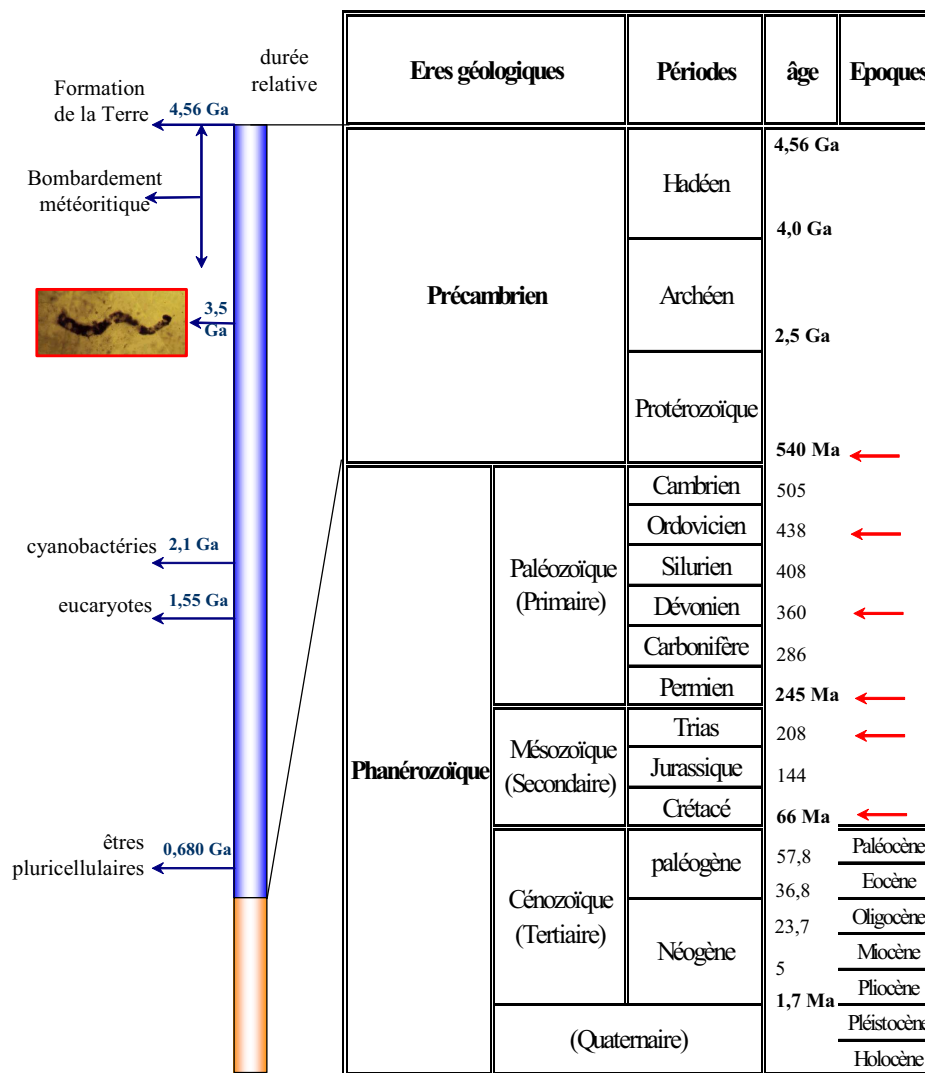 durée
relative
Formation
de la Terre
4,56 Ga
Bombardement
météoritique
3,5
Ga
cyanobactéries
2,1 Ga
eucaryotes
1,55 Ga
êtres
pluricellulaires
0,680 Ga
Eres géologiques
Périodes
âge
Epoques
Précambrien
Hadéen
4,56 Ga
4,0 Ga
Archéen
2,5 Ga
Protérozoïque
540 Ma
Phanérozoïque
Paléozoïque
(Primaire)
Cambrien
505
Ordovicien
438
Silurien
408
Dévonien
360
Carbonifère
286
Permien
245 Ma
Mésozoïque
(Secondaire)
Trias
208
Jurassique
144
Crétacé
66 Ma
Cénozoïque
(Tertiaire)
paléogène
57,8
36,8
Néogène
23,7
5
1,7 Ma
Paléocène
Eocène
Oligocène
Miocène
Pliocène
(Quaternaire)
Pléistocène
Holocène